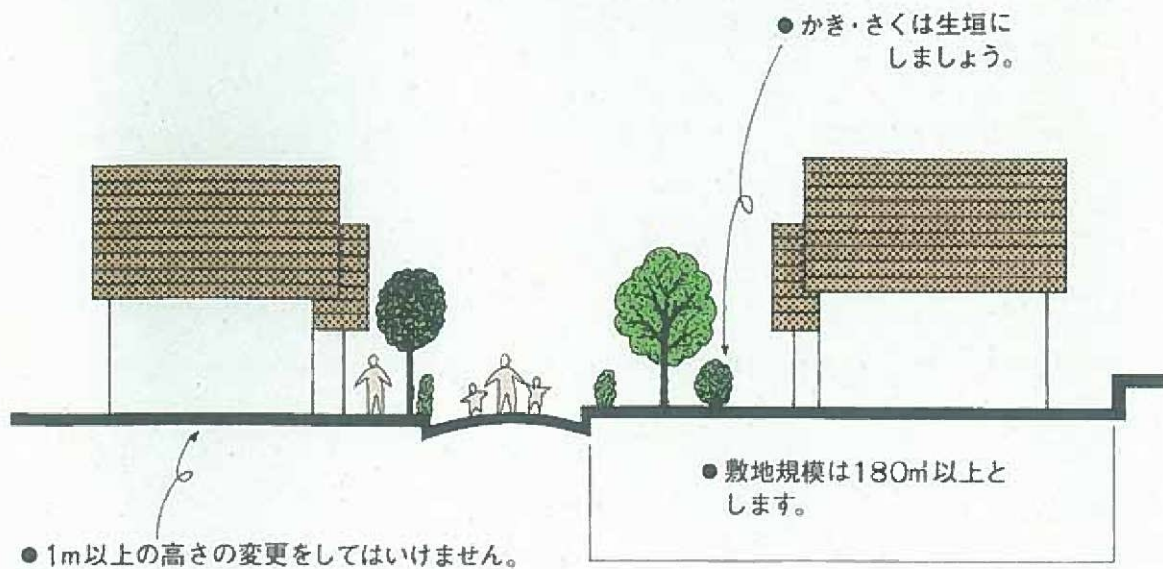 ●かき・さくは生垣に
しましょう。
●敷地規模は180㎡以上と
します。
●1m以上の高さの変更をしてはいけません。